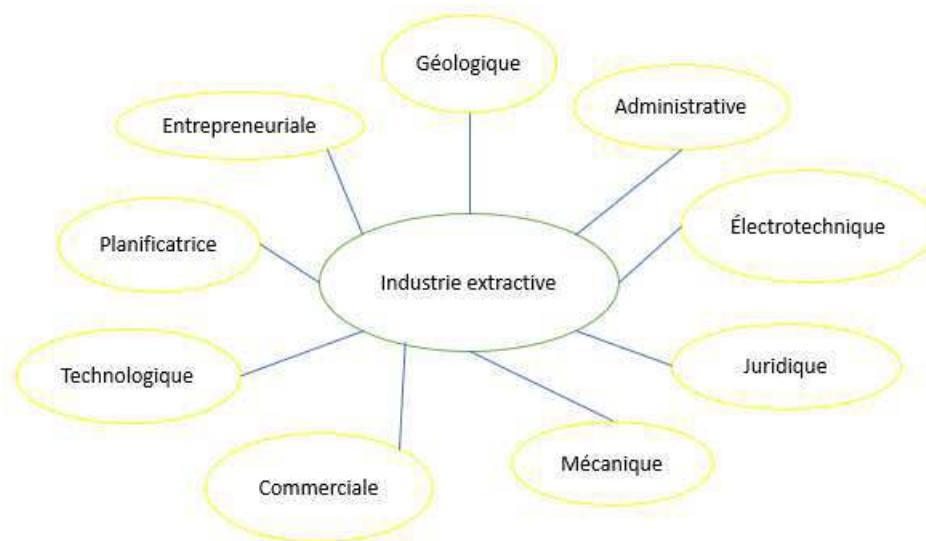 Géologique
Administrative
Entrepreneuriale
Électrotechnique
Planificatrice
Industrie extractive
Juridique
Technologique
Mécanique
Commerciale